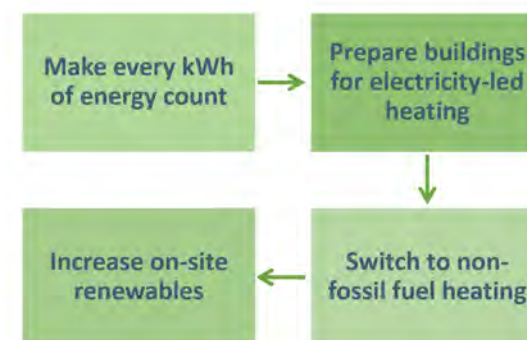 Make every kWh
of energy count
Prepare buildings
for electricity-led
heating
Switch to non-
fossil fuel heating
Increase on-site
renewables